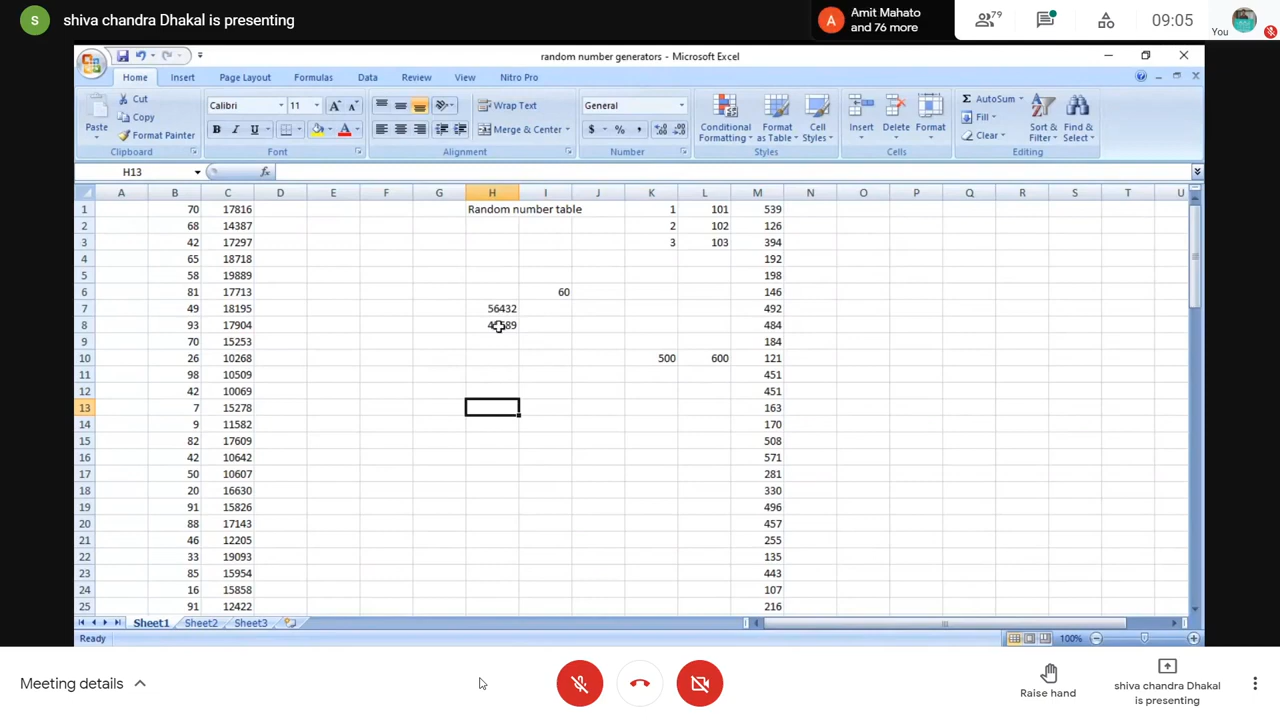 S shiva chandra Dhakal is presenting
A Amit Mahato
and 76 more
79
09:05
You
random number generators - Microsoft Excel
Home Insert Page Layout Formulas Data Review View Nitro Pro
Cut
Copy
Format Painter
Paste
Clipboard
Calibri 11
B I U
Font
Wrap Text
Merge & Center
Alignment
General
$ % ,
Number
Conditional Formatting
Format as Table
Cell Styles
Styles
Insert Delete Format
Cells
Σ AutoSum
Fill
Clear
Sort & Filter
Find & Select
Editing
H13 fx
A B C D E F G H I J K L M N O P Q R S T U
1 70 17816 Random number table 1 101 539
2 68 14387 2 102 126
3 42 17297 3 103 394
4 65 18718 192
5 58 19889 198
6 81 17713 60 146
7 49 18195 56432 492
8 93 17904 484
9 70 15253 184
10 26 10268 500 600 121
11 98 10509 451
12 42 10069 451
13 7 15278 163
14 9 11582 170
15 82 17609 508
16 42 10642 571
17 50 10607 281
18 20 16630 330
19 91 15826 496
20 88 17143 457
21 46 12205 255
22 33 19093 135
23 85 15954 443
24 16 15858 107
25 91 12422 216
Sheet1 Sheet2 Sheet3
Ready 100%
Meeting details
Raise hand
shiva chandra Dhakal
is presenting